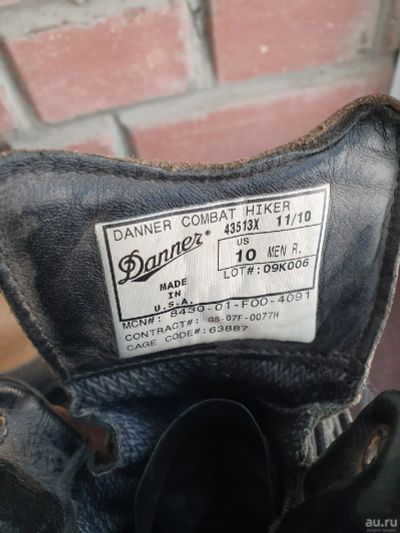 DANNER COMBAT HIKER
43513X 11/10
Danner®
US
10 MEN R.
LOT#: 09K006
MADE
IN
U.S.A.
MCN#: 8430-01-F00-4091
CONTRACT#: GS-07F-0077H
CAGE CODE#: 63887
au.ru